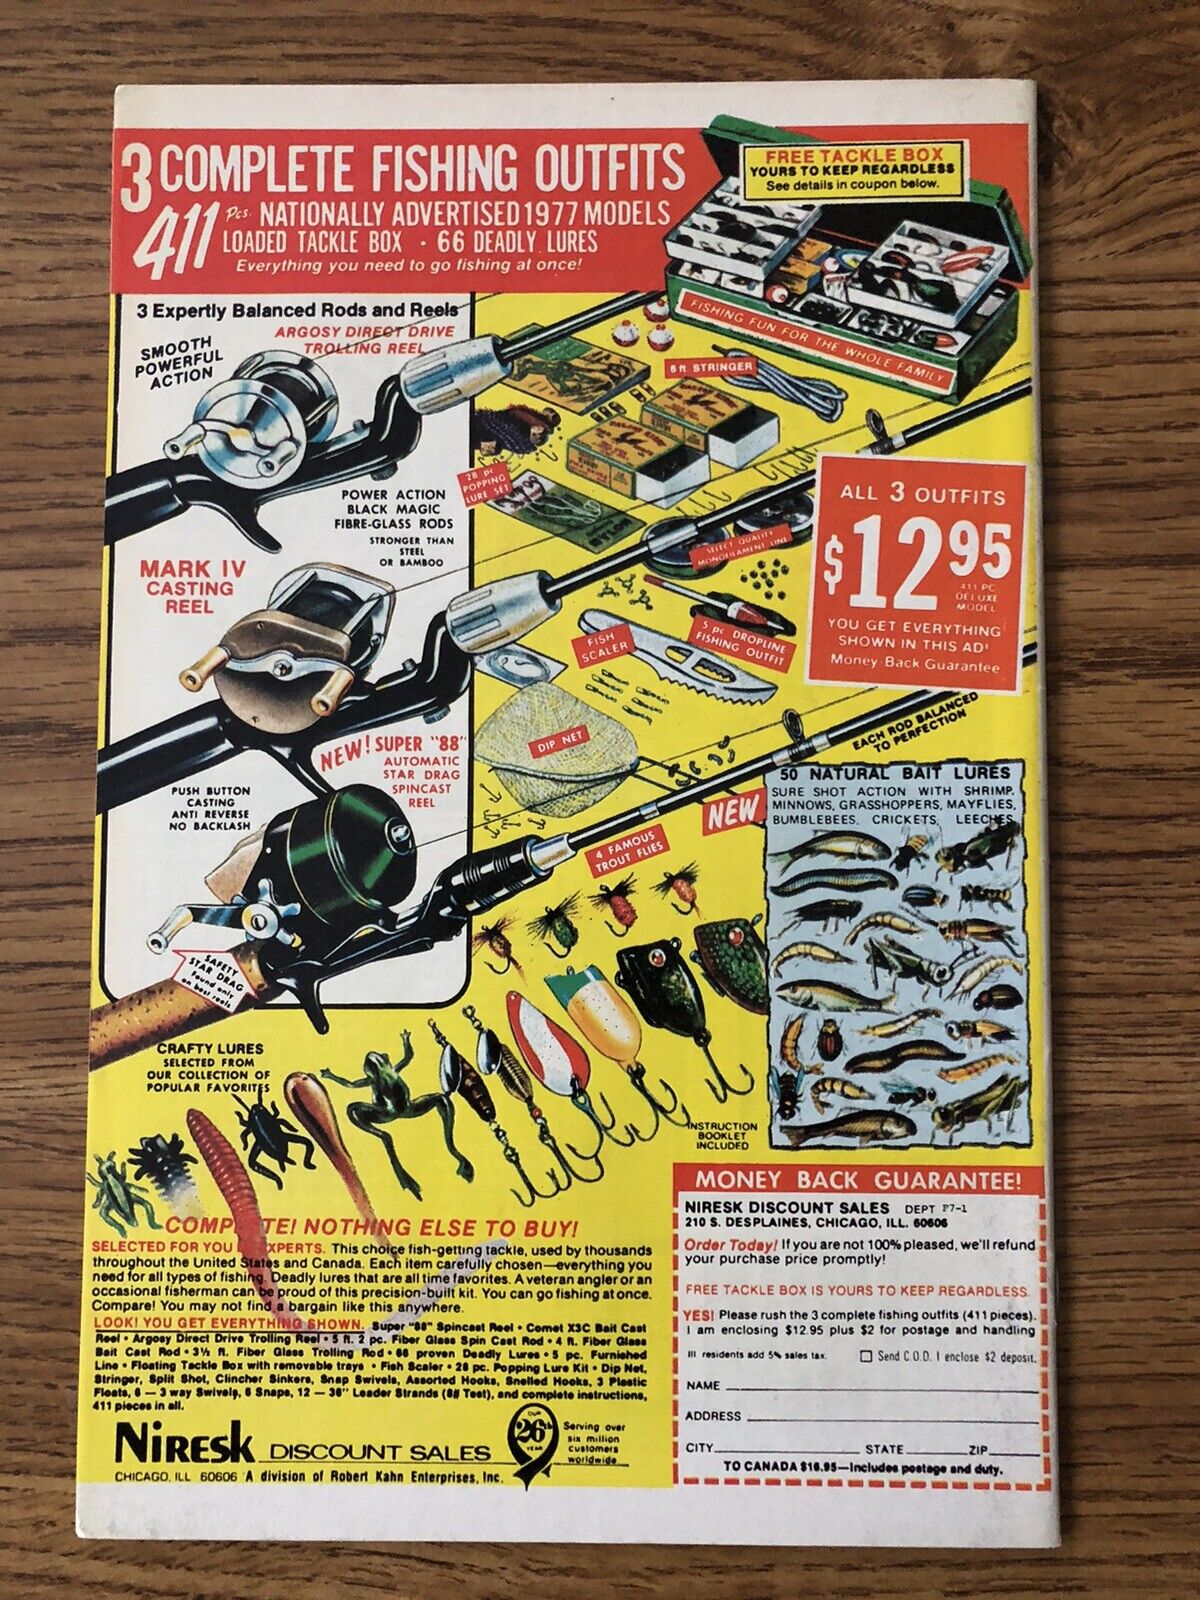 3 COMPLETE FISHING OUTFITS
411 Pcs. NATIONALLY ADVERTISED 1977 MODELS
LOADED TACKLE BOX · 66 DEADLY LURES
Everything you need to go fishing at once!
FREE TACKLE BOX
YOURS TO KEEP REGARDLESS
See details in coupon below.
FISHING FUN FOR THE WHOLE FAMILY
3 Expertly Balanced Rods and Reels
ARGOSY DIRECT DRIVE
TROLLING REEL
SMOOTH
POWERFUL
ACTION
6 ft STRINGER
28 pc
POPPING
LURE SET
POWER ACTION
BLACK MAGIC
FIBRE-GLASS RODS
STRONGER THAN
STEEL
OR BAMBOO
ALL 3 OUTFITS
$12 95
411 PC
DELUXE
MODEL
YOU GET EVERYTHING
SHOWN IN THIS AD!
Money Back Guarantee
SELECT QUALITY
MONOFILAMENT LINE
MARK IV
CASTING
REEL
FISH
SCALER
5 pc DROPLINE
FISHING OUTFIT
DIP NET
EACH ROD BALANCED
TO PERFECTION
NEW! SUPER "88"
AUTOMATIC
STAR DRAG
SPINCAST
REEL
PUSH BUTTON
CASTING
ANTI REVERSE
NO BACKLASH
NEW
50 NATURAL BAIT LURES
SURE SHOT ACTION WITH SHRIMP,
MINNOWS, GRASSHOPPERS, MAYFLIES,
BUMBLEBEES, CRICKETS, LEECHES
4 FAMOUS
TROUT FLIES
SAFETY
STAR DRAG
Found only
on best reels
CRAFTY LURES
SELECTED FROM
OUR COLLECTION OF
POPULAR FAVORITES
INSTRUCTION
BOOKLET
INCLUDED
COMPLETE! NOTHING ELSE TO BUY!
SELECTED FOR YOU BY EXPERTS. This choice fish-getting tackle, used by thousands
throughout the United States and Canada. Each item carefully chosen—everything you
need for all types of fishing. Deadly lures that are all time favorites. A veteran angler or an
occasional fisherman can be proud of this precision-built kit. You can go fishing at once.
Compare! You may not find a bargain like this anywhere.
LOOK! YOU GET EVERYTHING SHOWN. Super "88" Spincast Reel • Comet X3C Bait Cast
Reel • Argosy Direct Drive Trolling Reel • 5 ft. 2 pc. Fiber Glass Spin Cast Rod • 4 ft. Fiber Glass
Bait Cast Rod • 3½ ft. Fiber Glass Trolling Rod • 66 proven Deadly Lures • 5 pc. Furnished
Line • Floating Tackle Box with removable trays • Fish Scaler • 28 pc. Popping Lure Kit • Dip Net,
Stringer, Split Shot, Clincher Sinkers, Snap Swivels, Assorted Hooks, Snelled Hooks, 3 Plastic
Floats, 6 — 3 way Swivels, 6 Snaps, 12 — 36" Leader Strands (8# Test), and complete instructions,
411 pieces in all.
NIRESK DISCOUNT SALES
CHICAGO, ILL 60606 A division of Robert Kahn Enterprises, Inc.
OUR
26th
YEAR
Serving over
six million
customers
worldwide
MONEY BACK GUARANTEE!
NIRESK DISCOUNT SALES DEPT F7-1
210 S. DESPLAINES, CHICAGO, ILL. 60606
Order Today! If you are not 100% pleased, we'll refund
your purchase price promptly!
FREE TACKLE BOX IS YOURS TO KEEP REGARDLESS.
YES! Please rush the 3 complete fishing outfits (411 pieces).
I am enclosing $12.95 plus $2 for postage and handling
Ill residents add 5% sales tax. Send C.O.D. I enclose $2 deposit.
NAME
ADDRESS
CITY STATE ZIP
TO CANADA $16.95—Includes postage and duty.